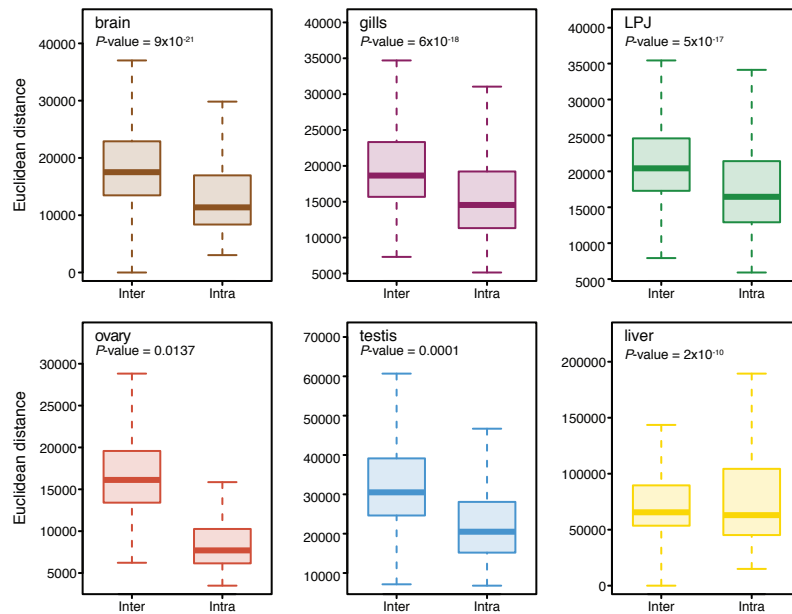 brain
P-value = 9x10⁻²¹
Euclidean distance
40000
30000
20000
10000
0
Inter
Intra
gills
P-value = 6x10⁻¹⁸
40000
35000
30000
25000
20000
15000
10000
5000
Inter
Intra
LPJ
P-value = 5x10⁻¹⁷
40000
35000
30000
25000
20000
15000
10000
5000
Inter
Intra
ovary
P-value = 0.0137
Euclidean distance
30000
25000
20000
15000
10000
5000
Inter
Intra
testis
P-value = 0.0001
70000
60000
50000
40000
30000
20000
10000
Inter
Intra
liver
P-value = 2x10⁻¹⁰
200000
150000
100000
50000
0
Inter
Intra